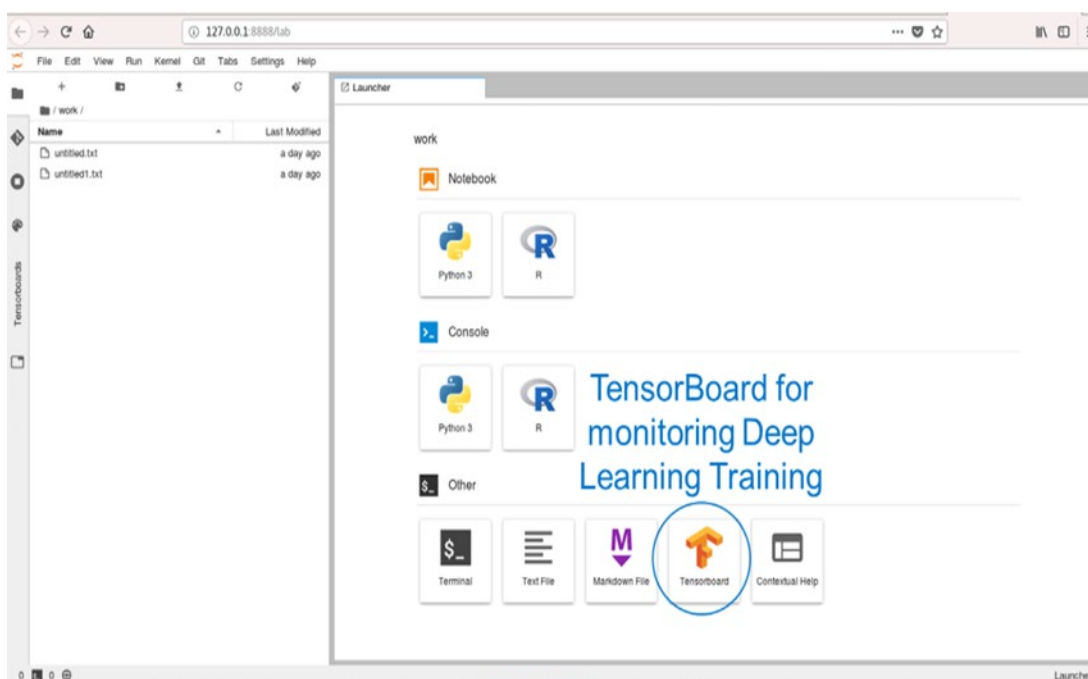 127.0.0.1:8888/lab
File Edit View Run Kernel Git Tabs Settings Help
Launcher
/ work /
Name Last Modified
untitled.txt a day ago
untitled1.txt a day ago
Tensorboards
work
Notebook
Python 3 R
Console
Python 3 R
TensorBoard for
monitoring Deep
Learning Training
$_ Other
$_ M
Terminal Text File Markdown File Tensorboard Contextual Help
0 0 Launcher